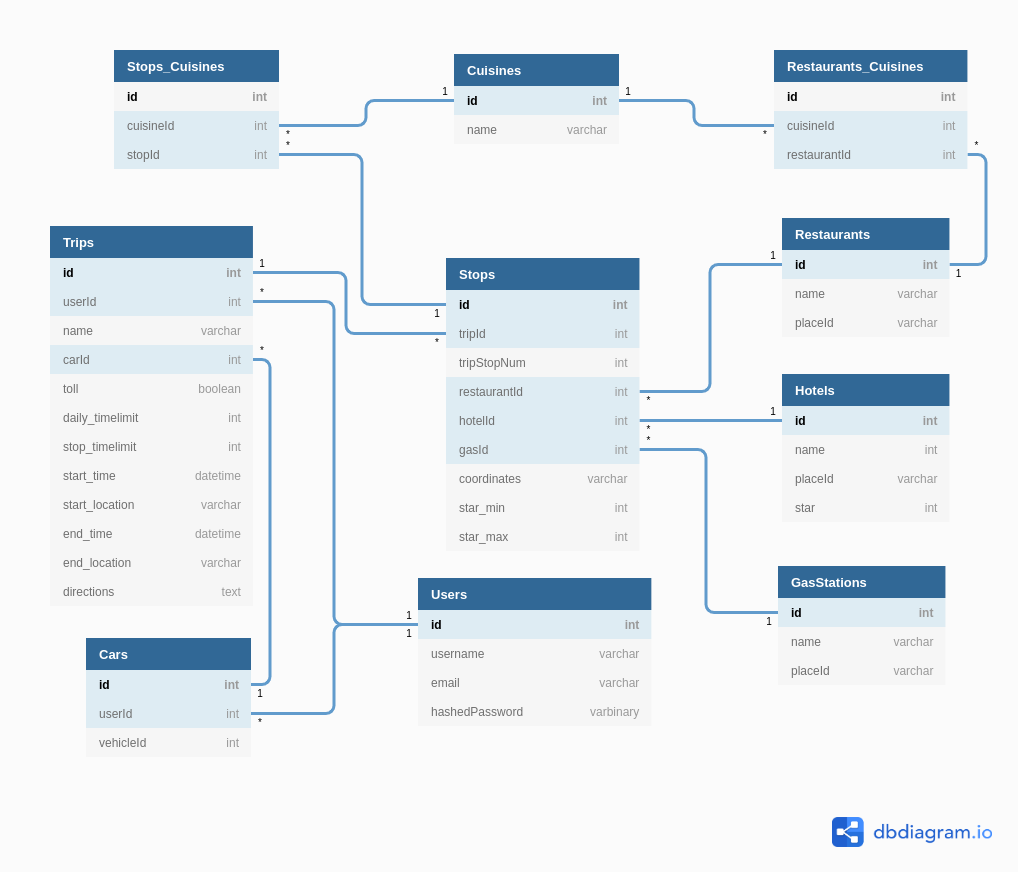 Stops_Cuisines
id int
cuisineId int
stopId int
*
*
Cuisines
id int
name varchar
1
1
Restaurants_Cuisines
id int
cuisineId int
restaurantId int
*
*
Trips
id int
userId int
name varchar
carId int
toll boolean
daily_timelimit int
stop_timelimit int
start_time datetime
start_location varchar
end_time datetime
end_location varchar
directions text
1
*
*
Stops
id int
tripId int
tripStopNum int
restaurantId int
hotelId int
gasId int
coordinates varchar
star_min int
star_max int
1
*
*
*
*
Restaurants
id int
name varchar
placeId varchar
1
1
Hotels
id int
name int
placeId varchar
star int
1
GasStations
id int
name varchar
placeId varchar
1
Users
id int
username varchar
email varchar
hashedPassword varbinary
1
1
Cars
id int
userId int
vehicleId int
1
*
dbdiagram.io